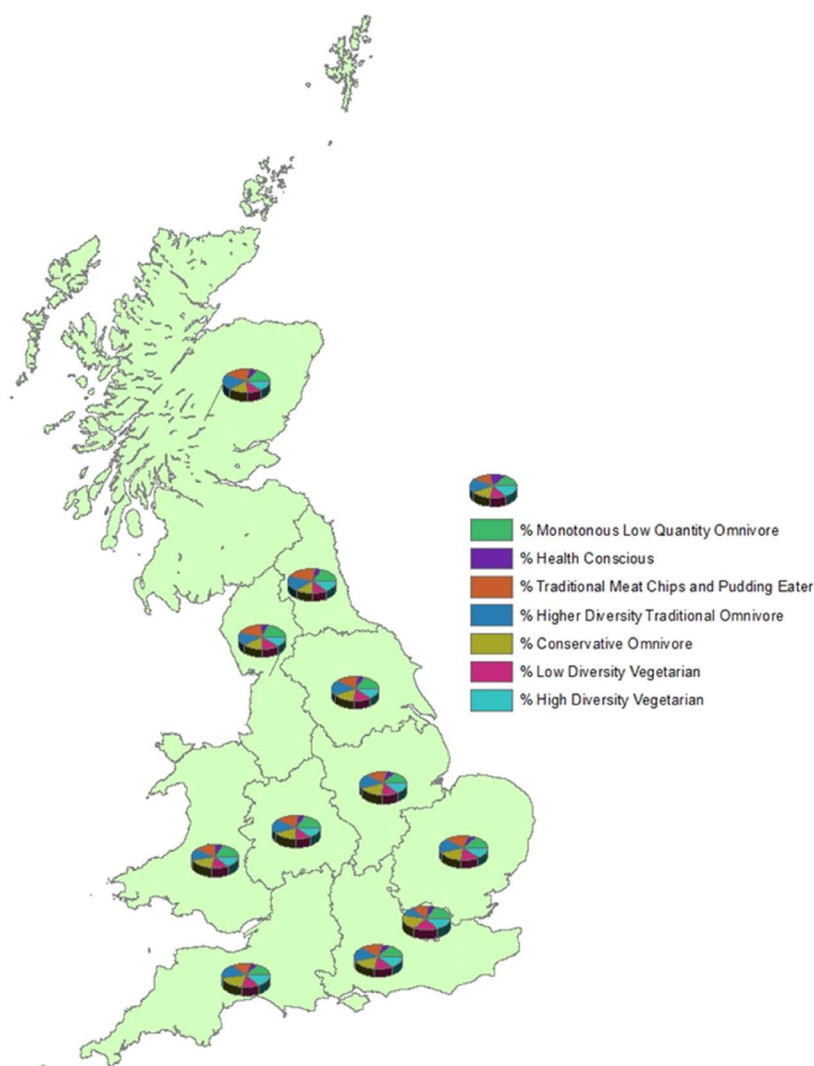 % Monotonous Low Quantity Omnivore
% Health Conscious
% Traditional Meat Chips and Pudding Eater
% Higher Diversity Traditional Omnivore
% Conservative Omnivore
% Low Diversity Vegetarian
% High Diversity Vegetarian